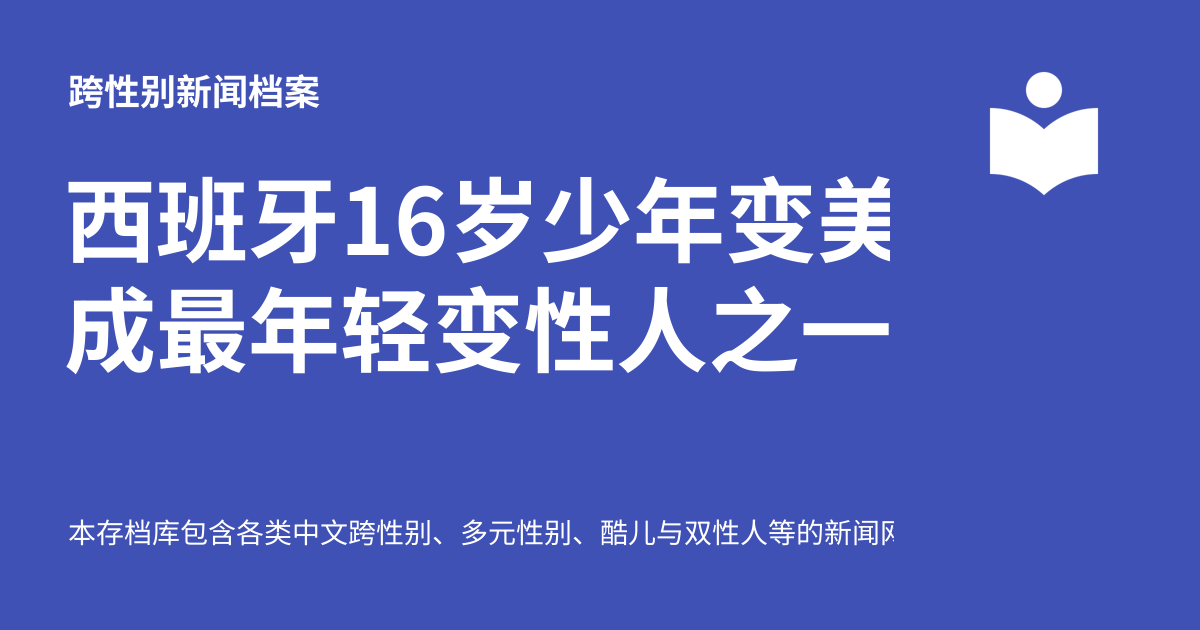 跨性别新闻档案
西班牙16岁少年变美
成最年轻变性人之一
本存档库包含各类中文跨性别、多元性别、酷儿与双性人等的新闻网